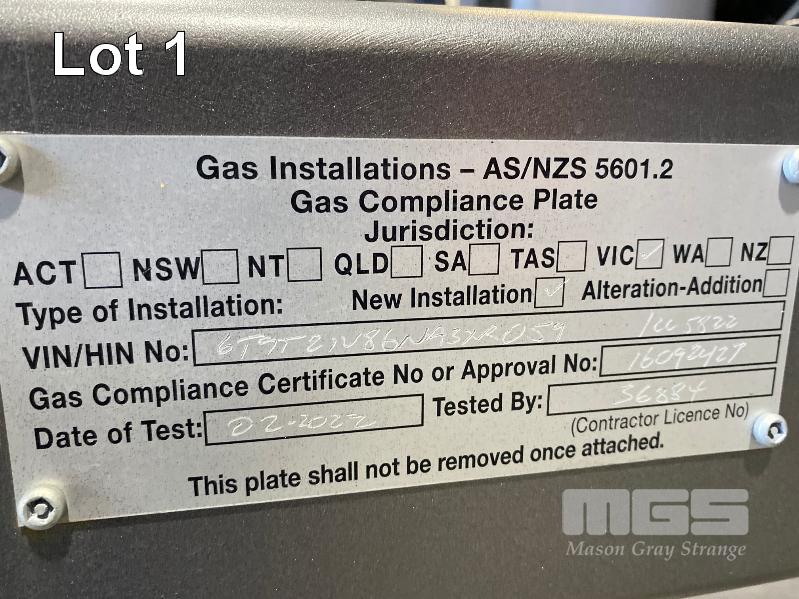 Lot 1
Gas Installations – AS/NZS 5601.2
Gas Compliance Plate
Jurisdiction:
ACT NSW NT QLD SA TAS VIC WA NZ
Type of Installation: New Installation Alteration-Addition
VIN/HIN No:
Gas Compliance Certificate No or Approval No:
Date of Test: 02-2022 Tested By: 36884
(Contractor Licence No)
This plate shall not be removed once attached.
MGS
Mason Gray Strange